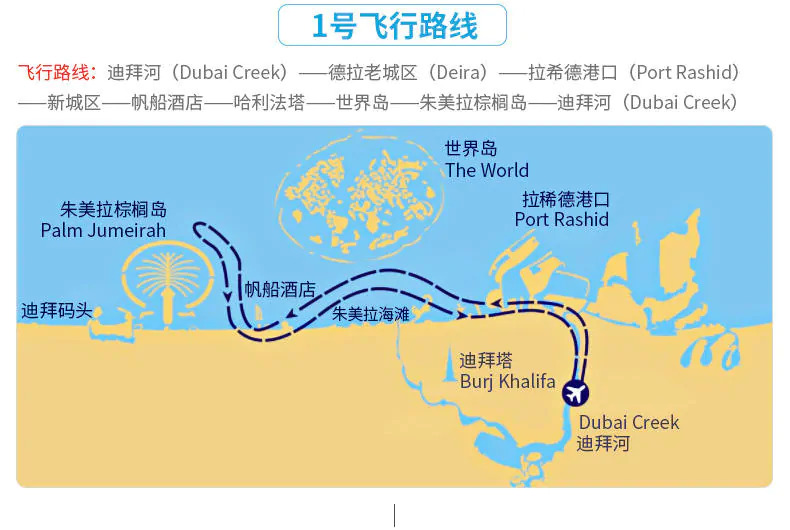 1号飞行路线
飞行路线：迪拜河（Dubai Creek）——德拉老城区（Deira）——拉希德港口（Port Rashid）
——新城区——帆船酒店——哈利法塔——世界岛——朱美拉棕榈岛——迪拜河（Dubai Creek）
世界岛
The World
拉稀德港口
Port Rashid
朱美拉棕榈岛
Palm Jumeirah
帆船酒店
迪拜码头
朱美拉海滩
迪拜塔
Burj Khalifa
Dubai Creek
迪拜河